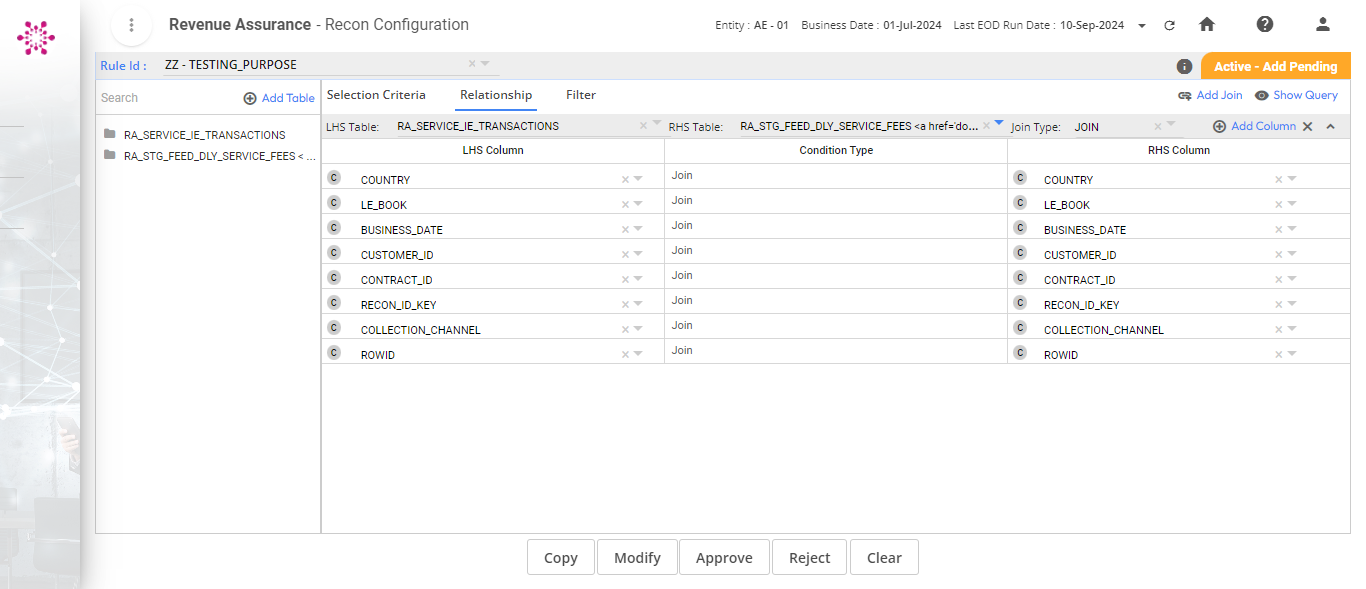 Revenue Assurance - Recon Configuration
Entity : AE - 01 Business Date : 01-Jul-2024 Last EOD Run Date : 10-Sep-2024
Rule Id : ZZ - TESTING_PURPOSE
Active - Add Pending
Search Add Table
Selection Criteria Relationship Filter
Add Join Show Query
RA_SERVICE_IE_TRANSACTIONS
RA_STG_FEED_DLY_SERVICE_FEES < ...
LHS Table: RA_SERVICE_IE_TRANSACTIONS RHS Table: RA_STG_FEED_DLY_SERVICE_FEES <a href='do... Join Type: JOIN Add Column
LHS Column Condition Type RHS Column
C COUNTRY Join C COUNTRY
C LE_BOOK Join C LE_BOOK
C BUSINESS_DATE Join C BUSINESS_DATE
C CUSTOMER_ID Join C CUSTOMER_ID
C CONTRACT_ID Join C CONTRACT_ID
C RECON_ID_KEY Join C RECON_ID_KEY
C COLLECTION_CHANNEL Join C COLLECTION_CHANNEL
C ROWID Join C ROWID
Copy Modify Approve Reject Clear